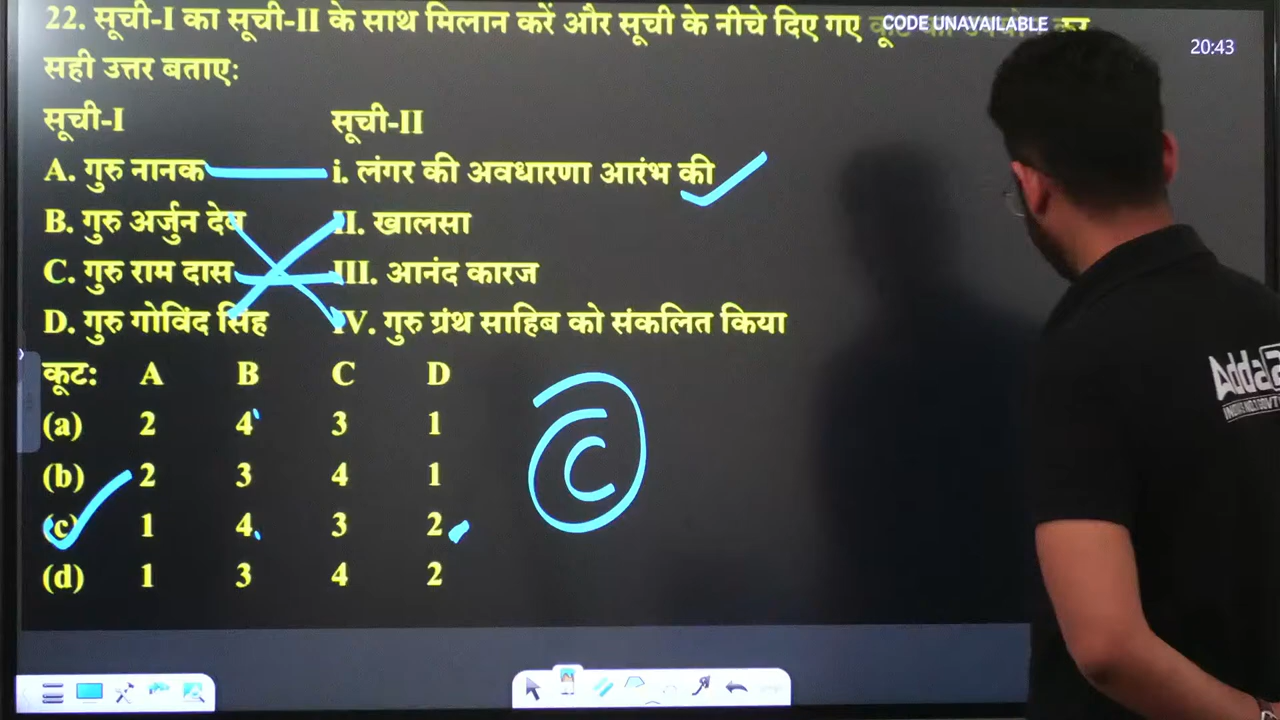 22. सूची-I का सूची-II के साथ मिलान करें और सूची के नीचे दिए गए
CODE UNAVAILABLE
20:43
सही उत्तर बताए:
सूची-I सूची-II
A. गुरु नानक i. लंगर की अवधारणा आरंभ की
B. गुरु अर्जुन देव II. खालसा
C. गुरु राम दास III. आनंद कारज
D. गुरु गोविंद सिंह IV. गुरु ग्रंथ साहिब को संकलित किया
कूट: A B C D
(a) 2 4 3 1
(b) 2 3 4 1
(c) 1 4 3 2
(d) 1 3 4 2
C
Adda